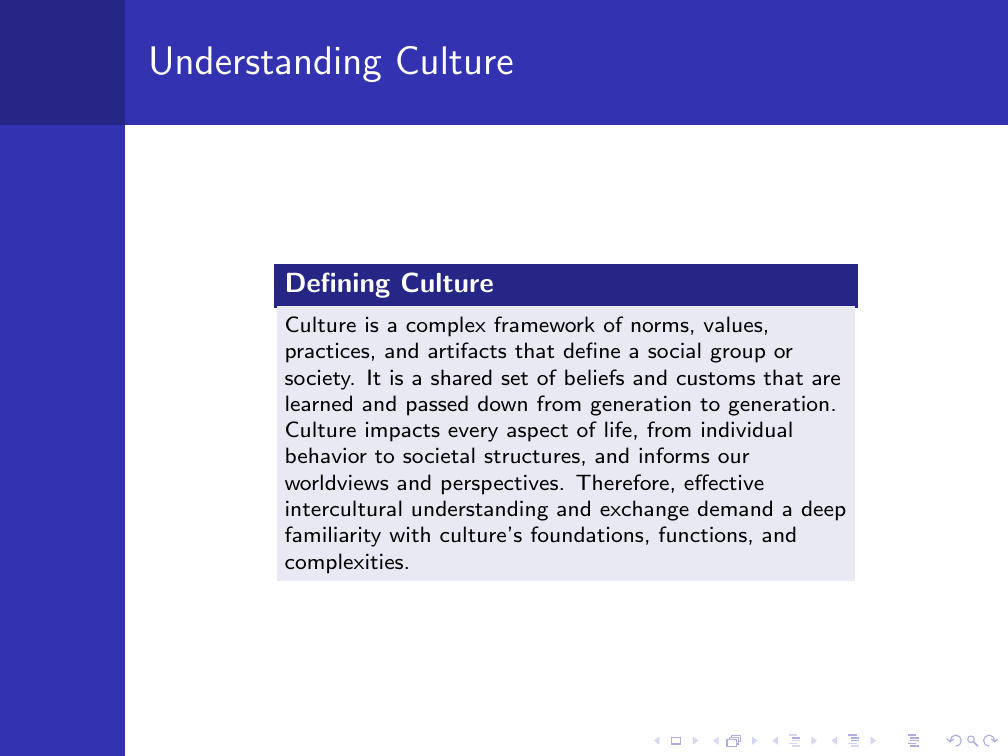 Understanding Culture
Defining Culture
Culture is a complex framework of norms, values,
practices, and artifacts that define a social group or
society. It is a shared set of beliefs and customs that are
learned and passed down from generation to generation.
Culture impacts every aspect of life, from individual
behavior to societal structures, and informs our
worldviews and perspectives. Therefore, effective
intercultural understanding and exchange demand a deep
familiarity with culture's foundations, functions, and
complexities.